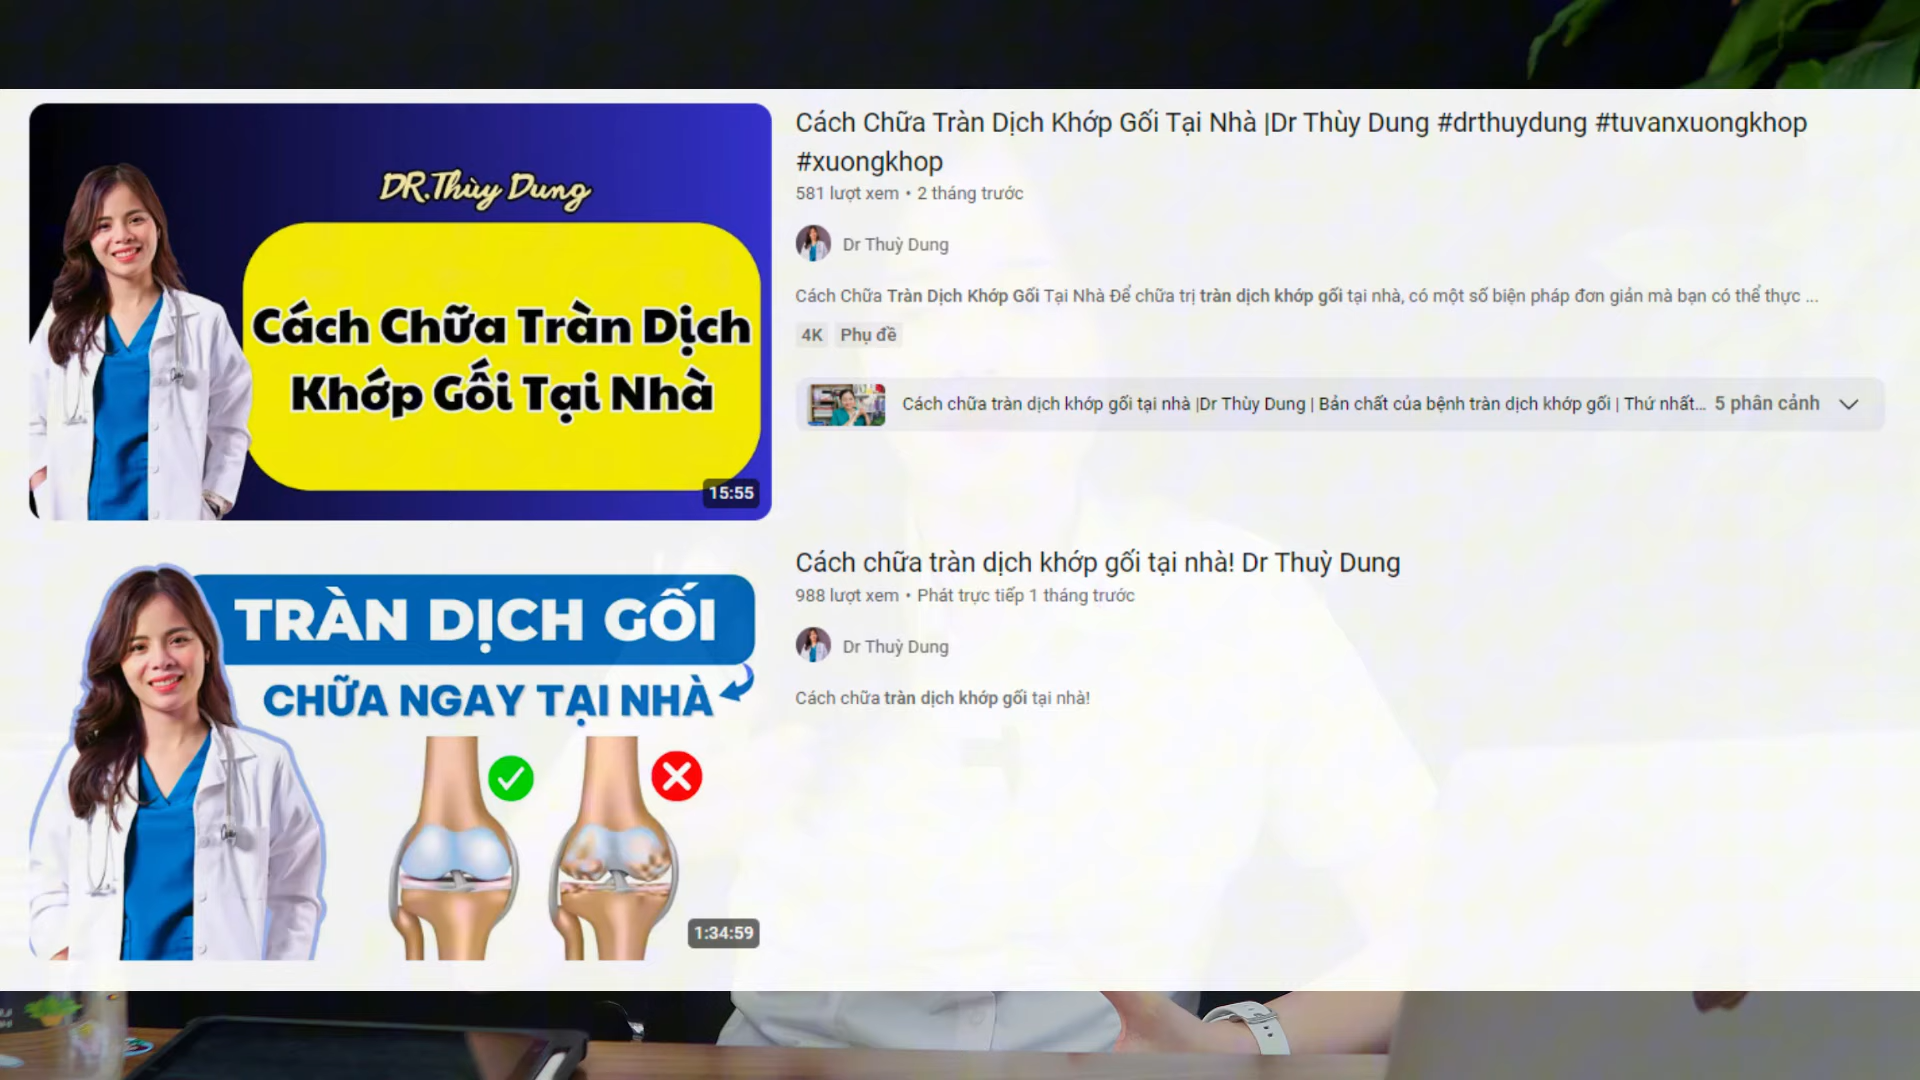 DR.Thùy Dung
Cách Chữa Tràn Dịch
Khớp Gối Tại Nhà
15:55
Cách Chữa Tràn Dịch Khớp Gối Tại Nhà |Dr Thùy Dung #drthuydung #tuvanxuongkhop
#xuongkhop
581 lượt xem • 2 tháng trước
Dr Thuỳ Dung
Cách Chữa Tràn Dịch Khớp Gối Tại Nhà Để chữa trị tràn dịch khớp gối tại nhà, có một số biện pháp đơn giản mà bạn có thể thực ...
4K Phụ đề
Cách chữa tràn dịch khớp gối tại nhà |Dr Thùy Dung | Bản chất của bệnh tràn dịch khớp gối | Thứ nhất... 5 phân cảnh
TRÀN DỊCH GỐI
CHỮA NGAY TẠI NHÀ
1:34:59
Cách chữa tràn dịch khớp gối tại nhà! Dr Thuỳ Dung
988 lượt xem • Phát trực tiếp 1 tháng trước
Dr Thuỳ Dung
Cách chữa tràn dịch khớp gối tại nhà!